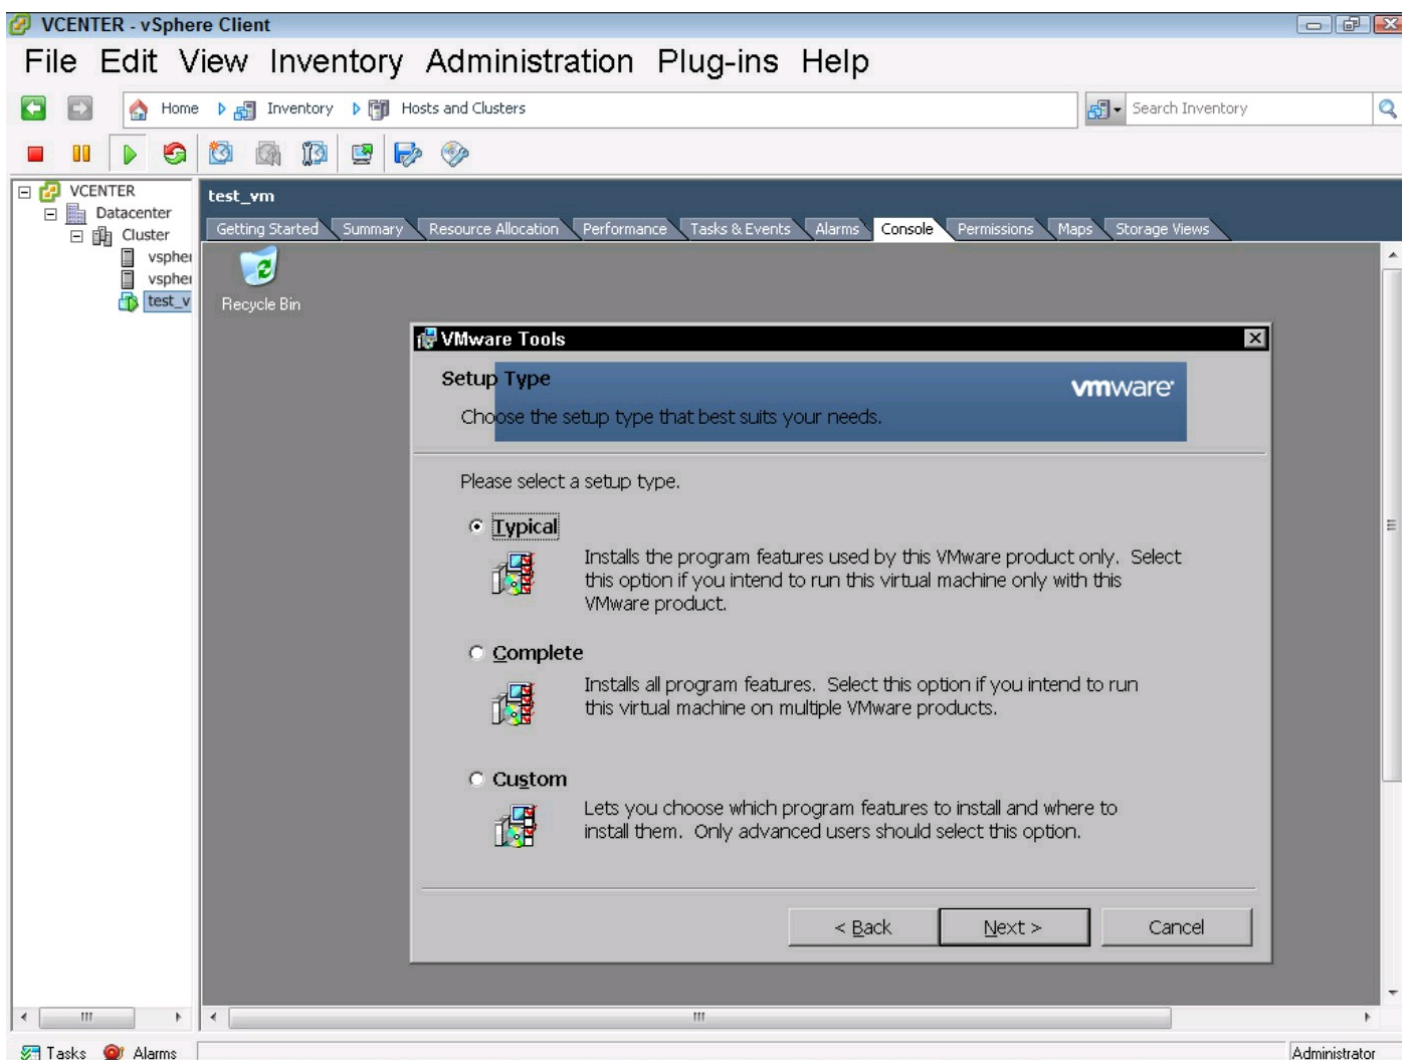 VCENTER - vSphere Client
File Edit View Inventory Administration Plug-ins Help
Home Inventory Hosts and Clusters
Search Inventory
VCENTER
Datacenter
Cluster
vspher
vspher
test_v
test_vm
Getting Started Summary Resource Allocation Performance Tasks & Events Alarms Console Permissions Maps Storage Views
Recycle Bin
VMware Tools
Setup Type
vmware
Choose the setup type that best suits your needs.
Please select a setup type.
Typical
Installs the program features used by this VMware product only. Select
this option if you intend to run this virtual machine only with this
VMware product.
Complete
Installs all program features. Select this option if you intend to run
this virtual machine on multiple VMware products.
Custom
Lets you choose which program features to install and where to
install them. Only advanced users should select this option.
< Back Next > Cancel
Tasks Alarms
Administrator